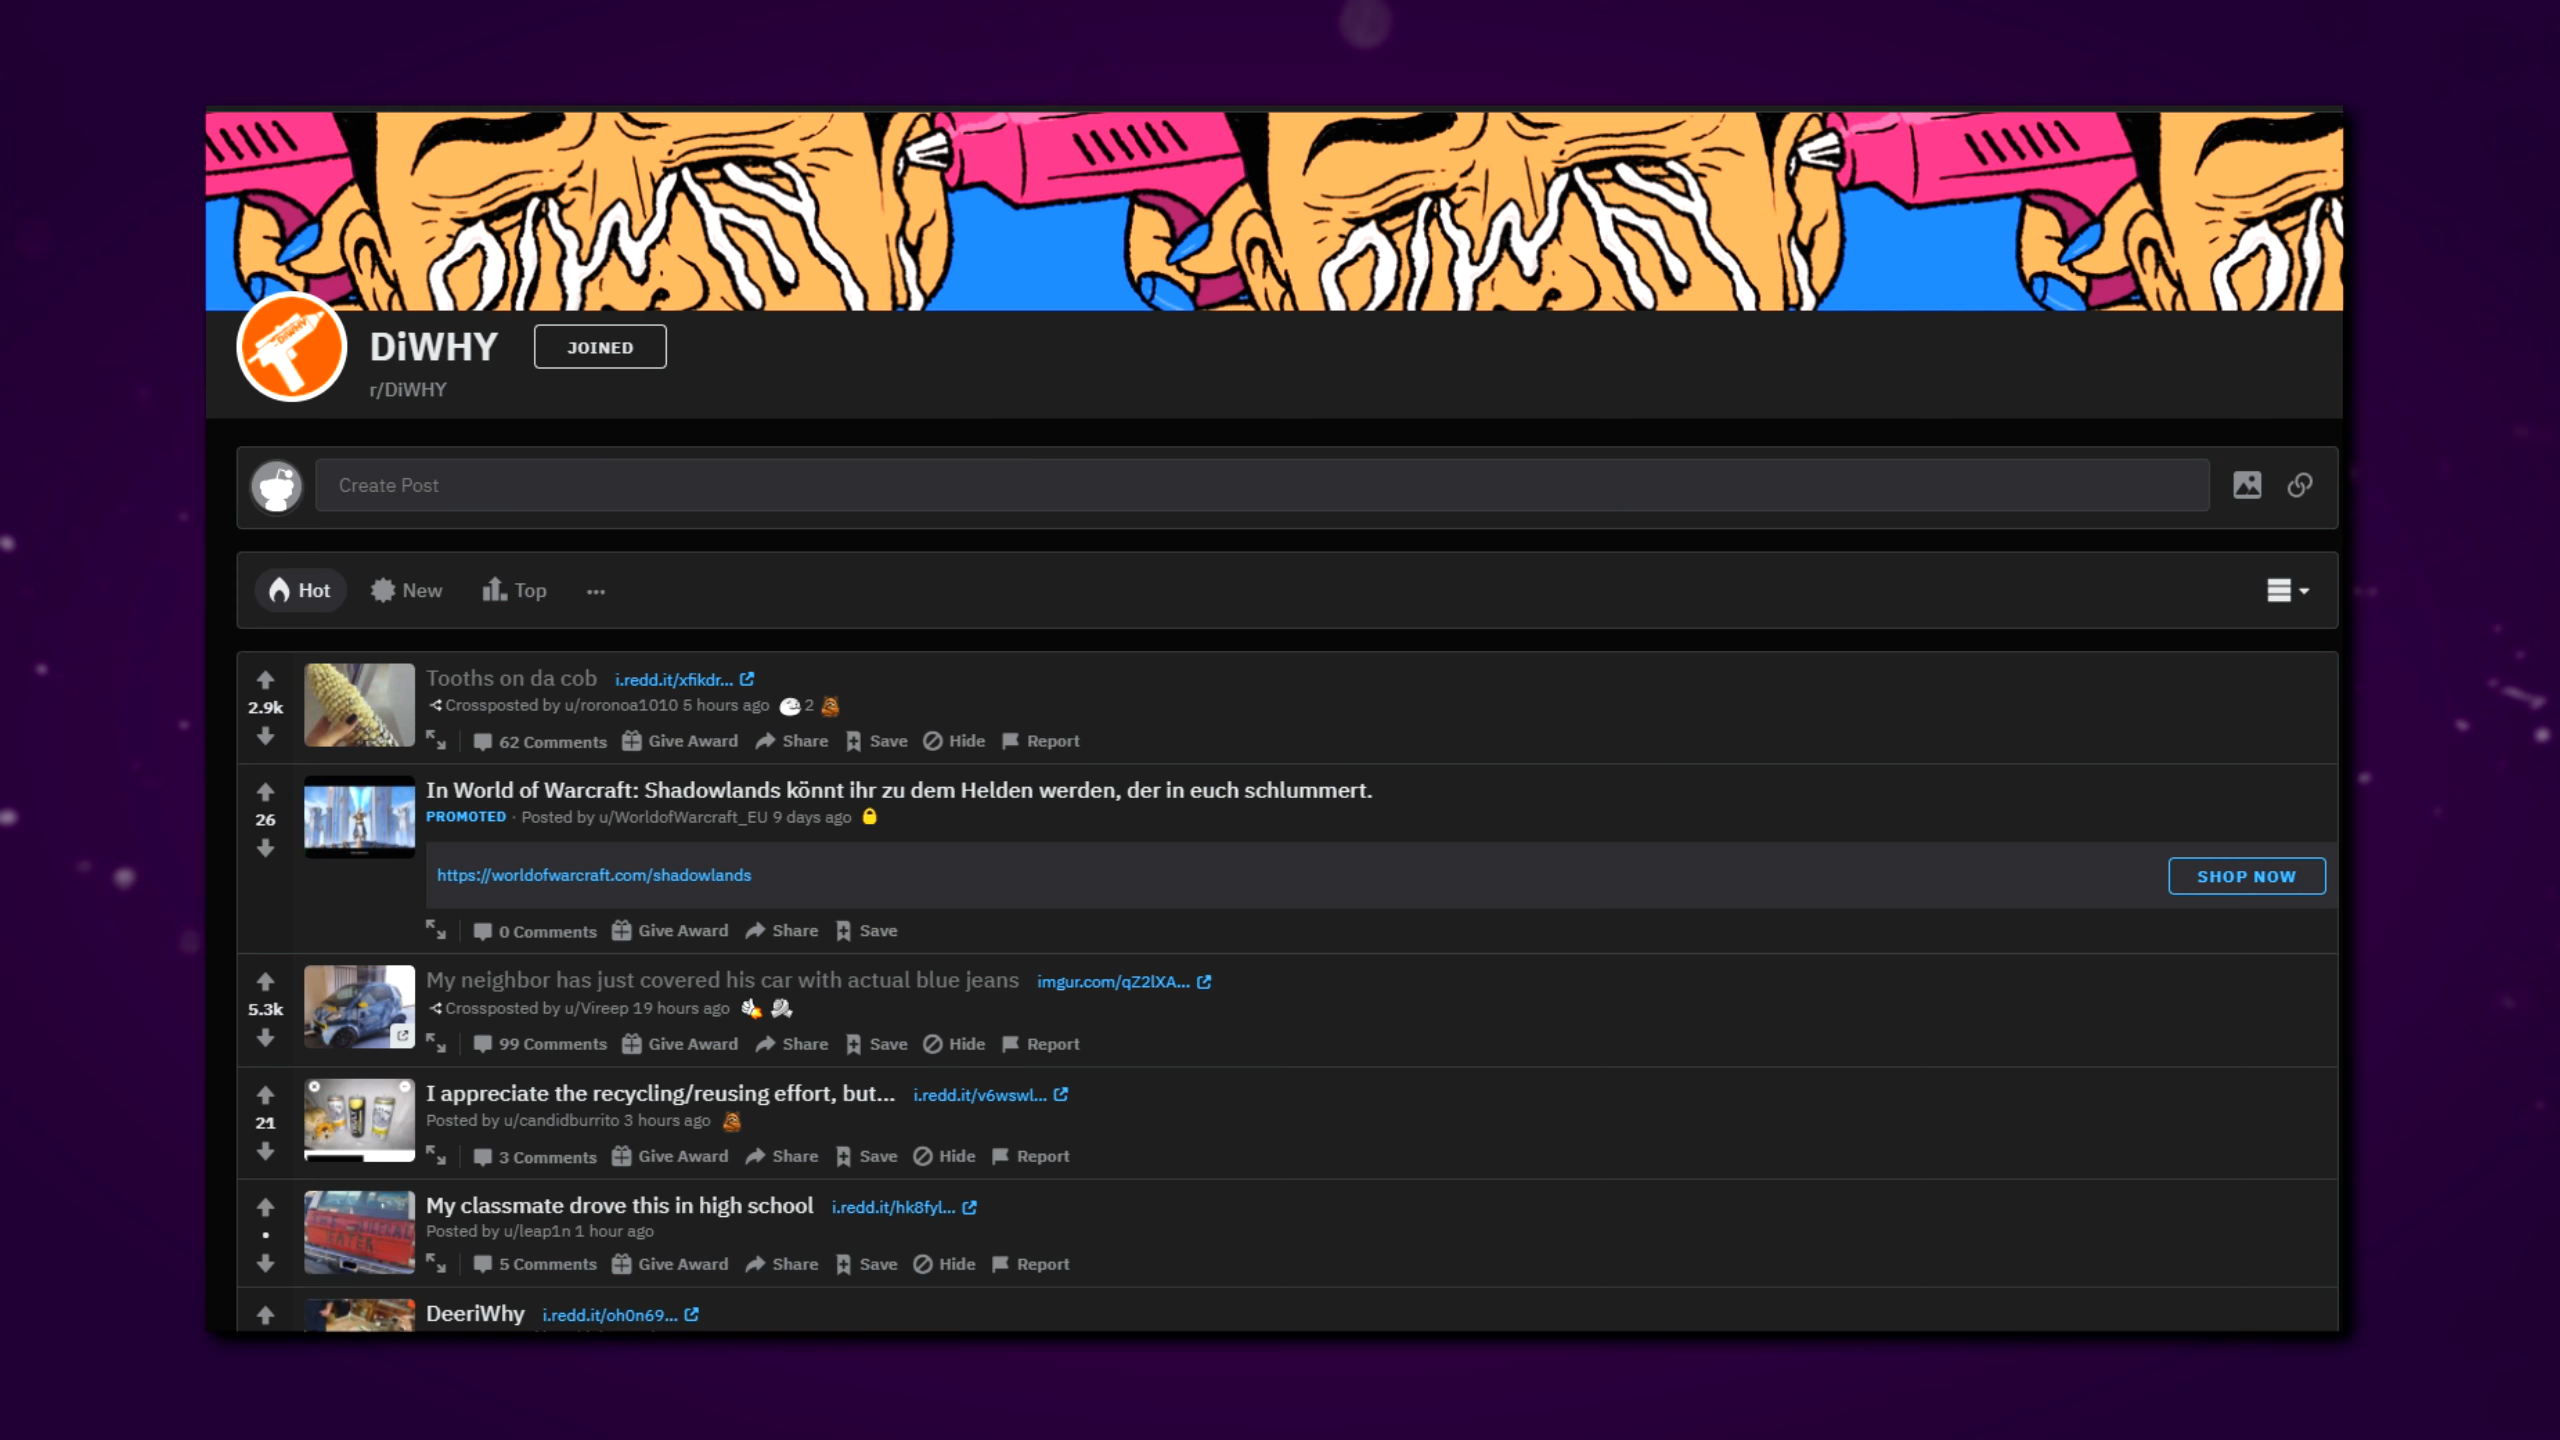 DiWHY
DiWHY
DiWHY
JOINED
r/DiWHY
Create Post
Hot
New
Top
Tooths on da cob i.redd.it/xfikdr...
2.9k
Crossposted by u/roronoa1010 5 hours ago 2
62 Comments Give Award Share Save Hide Report
In World of Warcraft: Shadowlands könnt ihr zu dem Helden werden, der in euch schlummert.
26
PROMOTED · Posted by u/WorldofWarcraft_EU 9 days ago
https://worldofwarcraft.com/shadowlands
SHOP NOW
0 Comments Give Award Share Save
My neighbor has just covered his car with actual blue jeans imgur.com/qZ2lXA...
5.3k
Crossposted by u/Vireep 19 hours ago
99 Comments Give Award Share Save Hide Report
I appreciate the recycling/reusing effort, but... i.redd.it/v6wswl...
21
Posted by u/candidburrito 3 hours ago
3 Comments Give Award Share Save Hide Report
My classmate drove this in high school i.redd.it/hk8fyl...
•
Posted by u/leap1n 1 hour ago
5 Comments Give Award Share Save Hide Report
DeeriWhy i.redd.it/oh0n69...